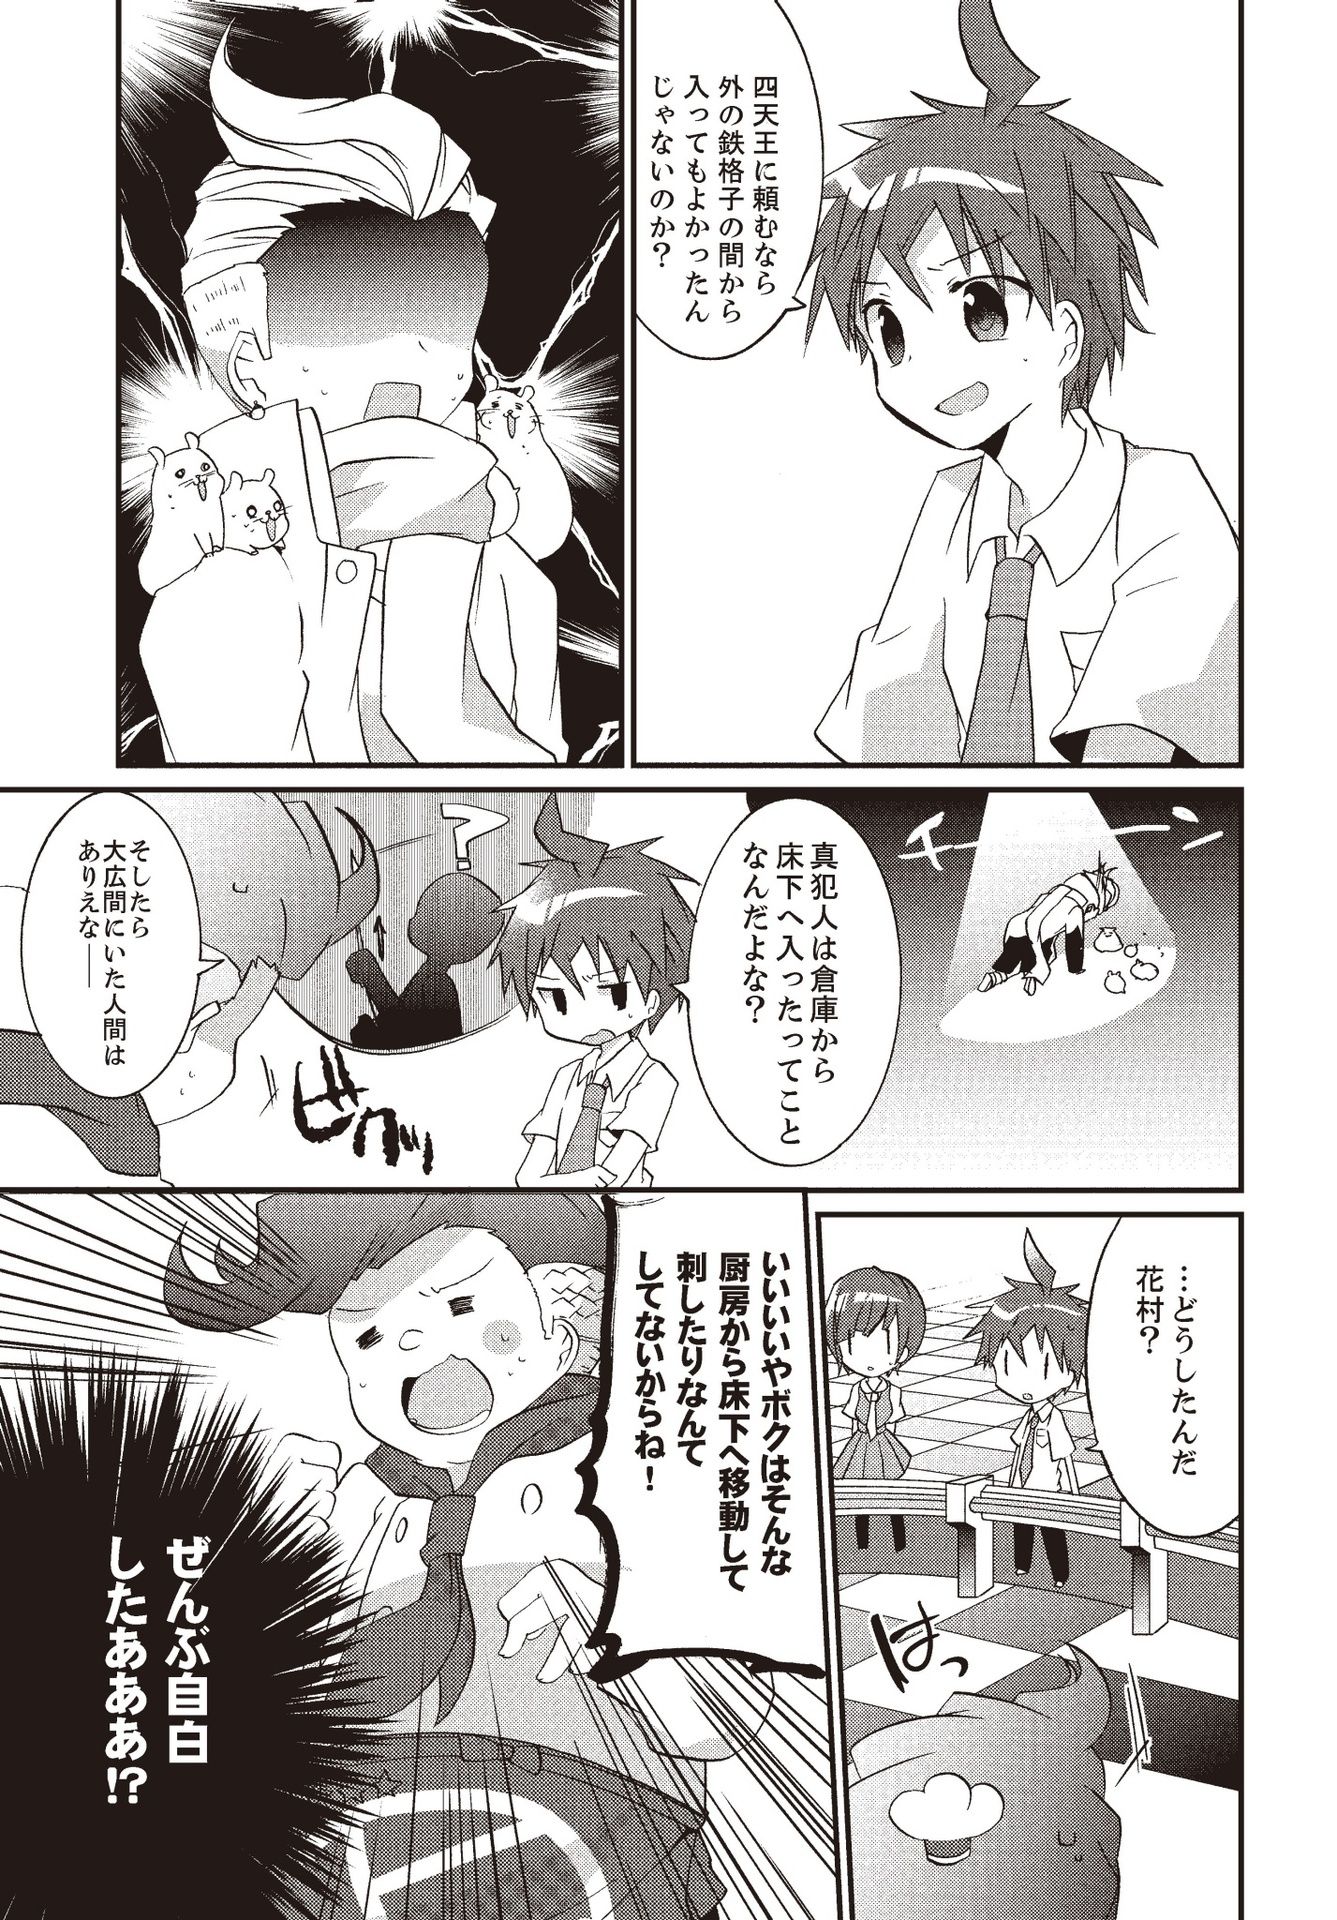 四天王に頼むなら
外の鉄格子の間から
入ってもよかったん
じゃないのか？
チーン
真犯人は倉庫から
床下へ入ったってこと
なんだよな？
？
ビクッ
そしたら
大広間にいた人間は
ありえな――
…どうしたんだ
花村？
はっ
いいいいやボクはそんな
厨房から床下へ移動して
刺したりなんて
してないからね！
ぜんぶ自白
したあああ!?